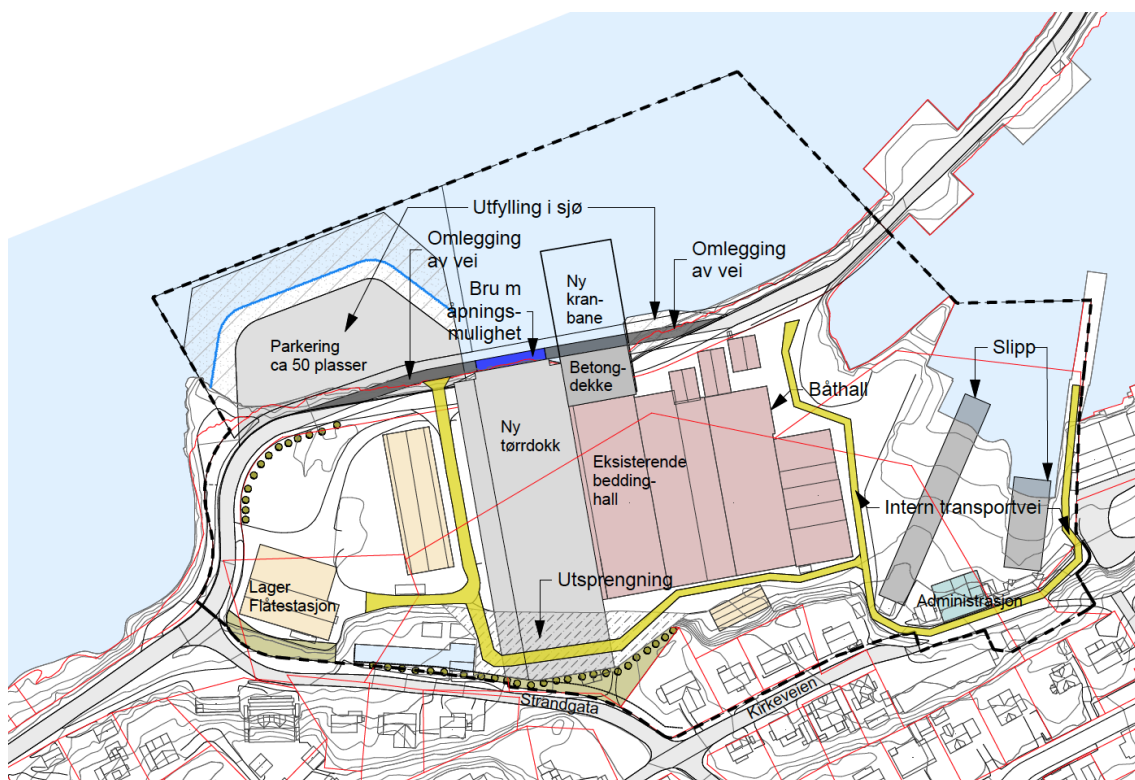 Utfylling i sjø
Omlegging
av vei
Bru m
åpnings-
mulighet
Ny
kran-
bane
Omlegging
av vei
Parkering
ca 50 plasser
Betong-
dekke
Slipp
Båthall
Ny
tørrdokk
Eksisterende
bedding-
hall
Intern transportvei
Lager
Flåtestasjon
Utsprengning
Administrasjon
Strandgata
Kirkeveien